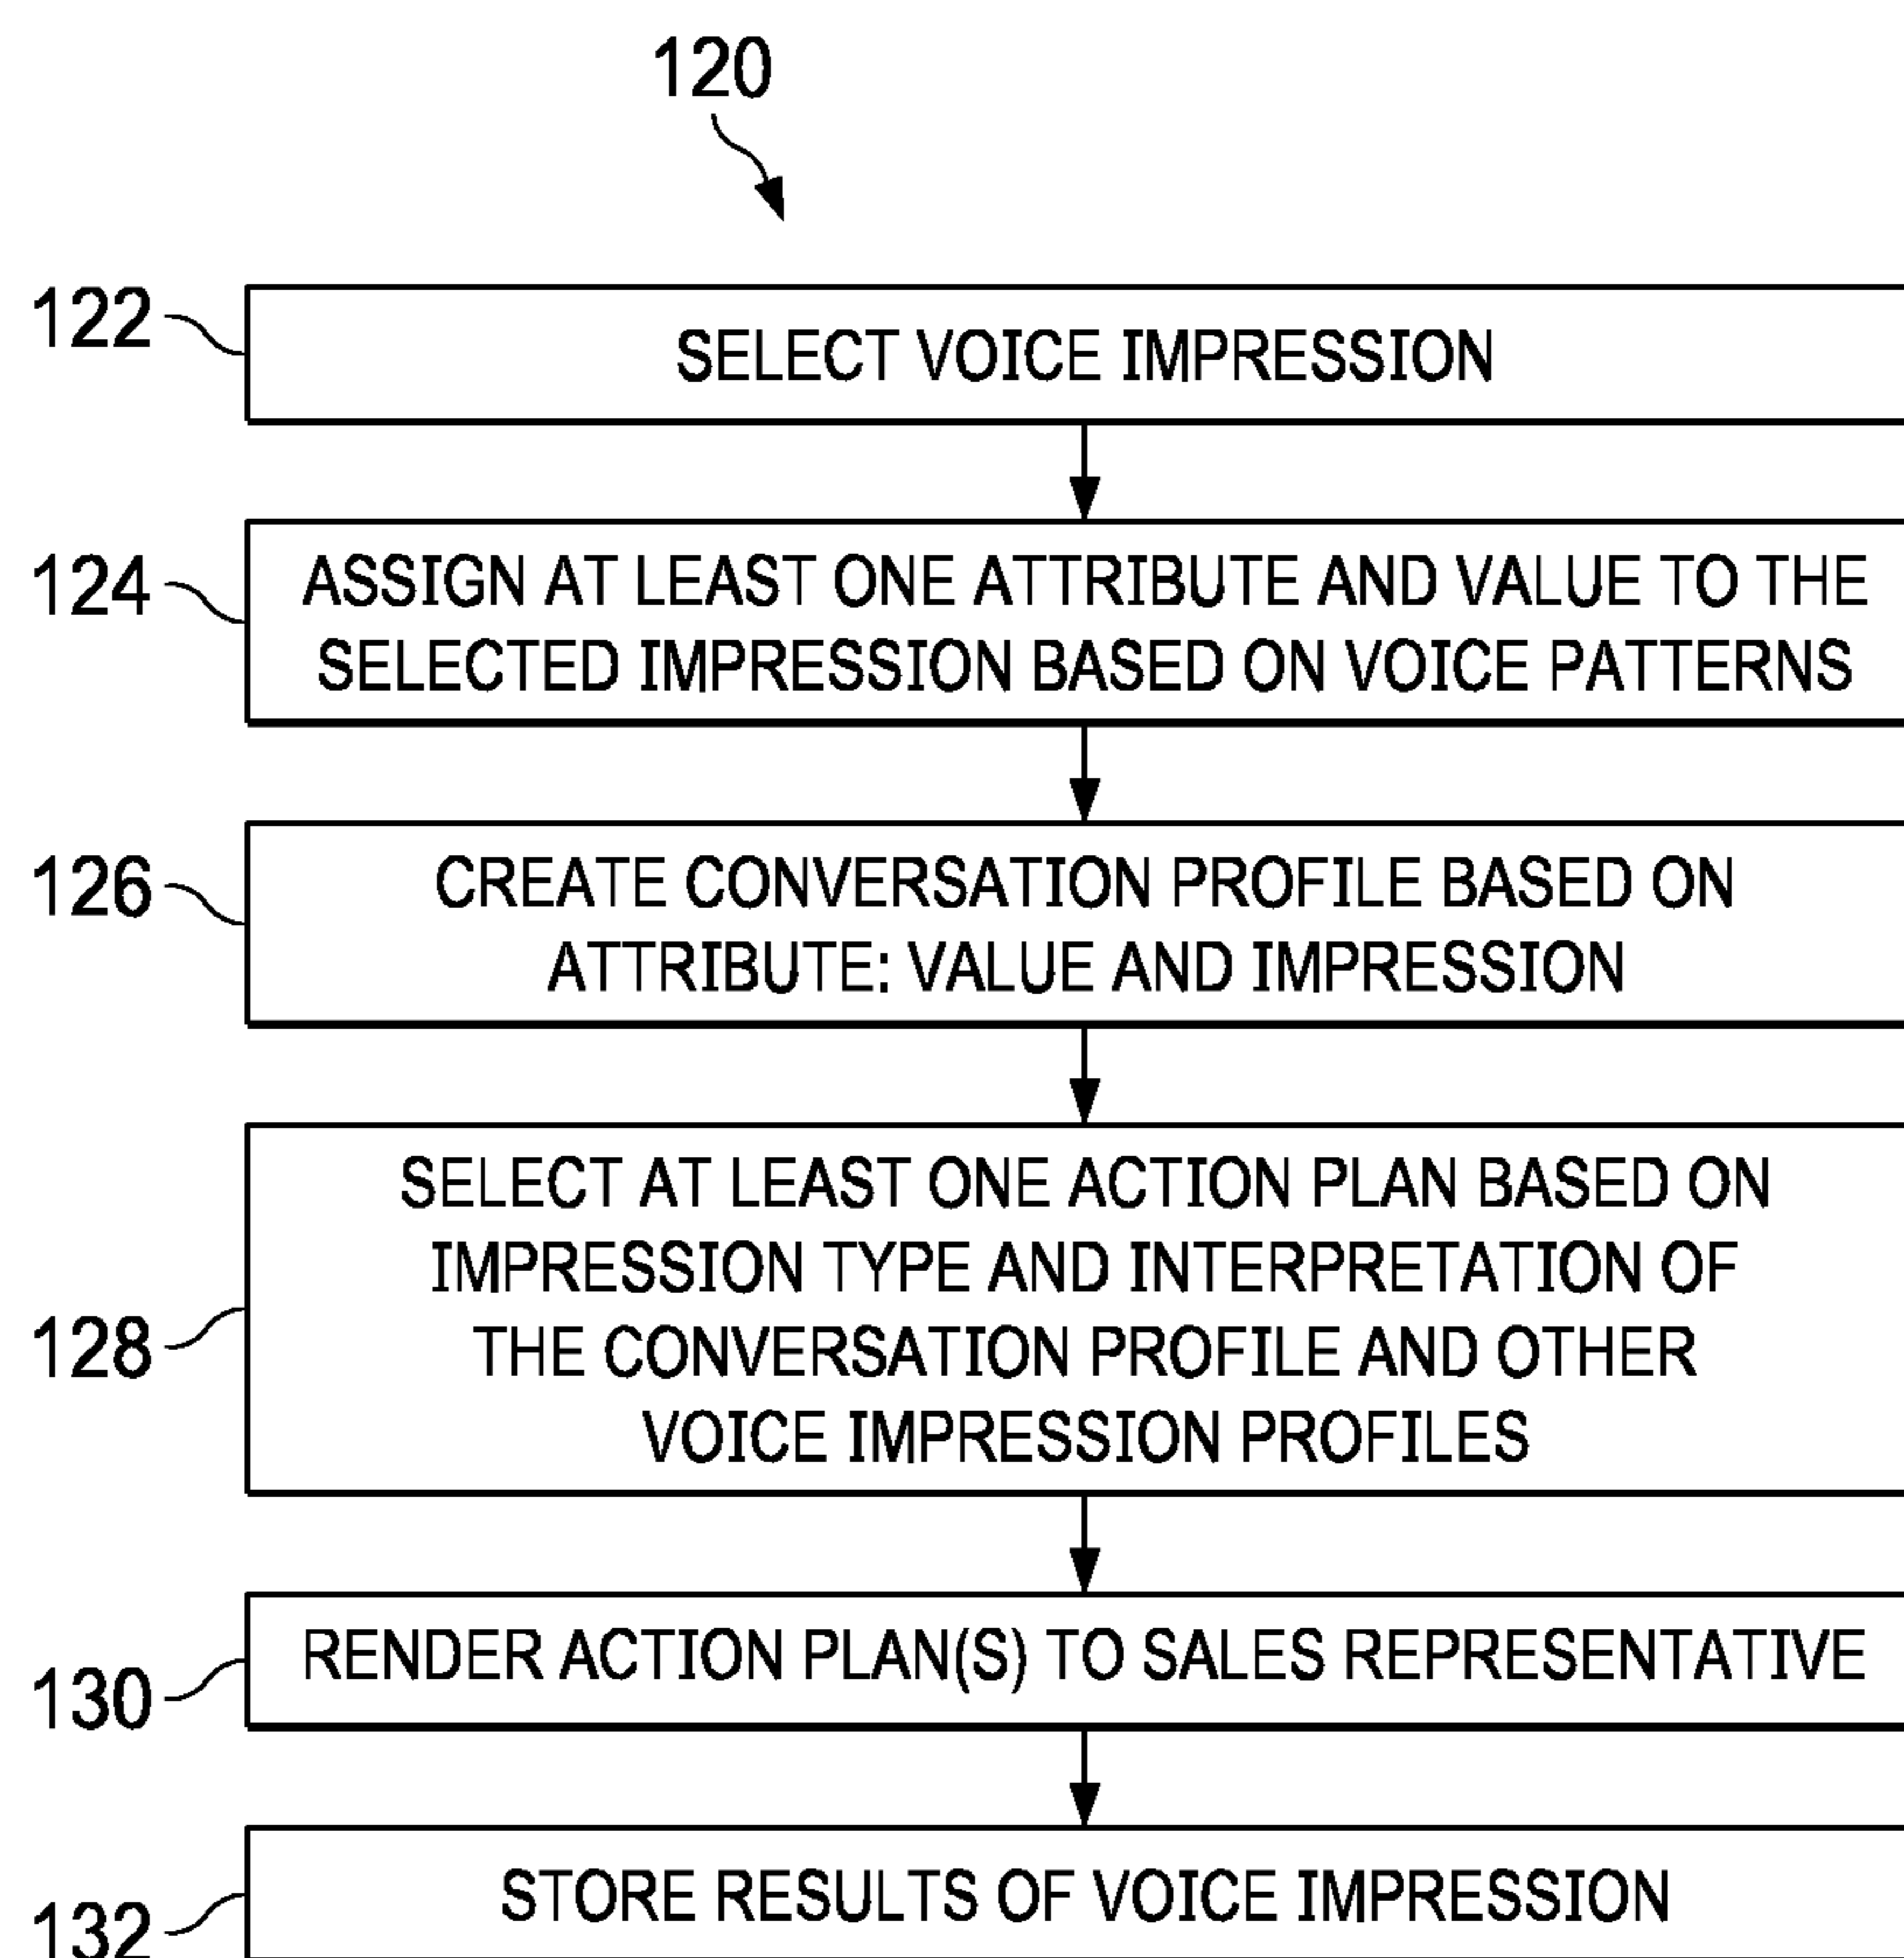 120
122
SELECT VOICE IMPRESSION
124
ASSIGN AT LEAST ONE ATTRIBUTE AND VALUE TO THE
SELECTED IMPRESSION BASED ON VOICE PATTERNS
126
CREATE CONVERSATION PROFILE BASED ON
ATTRIBUTE: VALUE AND IMPRESSION
128
SELECT AT LEAST ONE ACTION PLAN BASED ON
IMPRESSION TYPE AND INTERPRETATION OF
THE CONVERSATION PROFILE AND OTHER
VOICE IMPRESSION PROFILES
130
RENDER ACTION PLAN(S) TO SALES REPRESENTATIVE
132
STORE RESULTS OF VOICE IMPRESSION